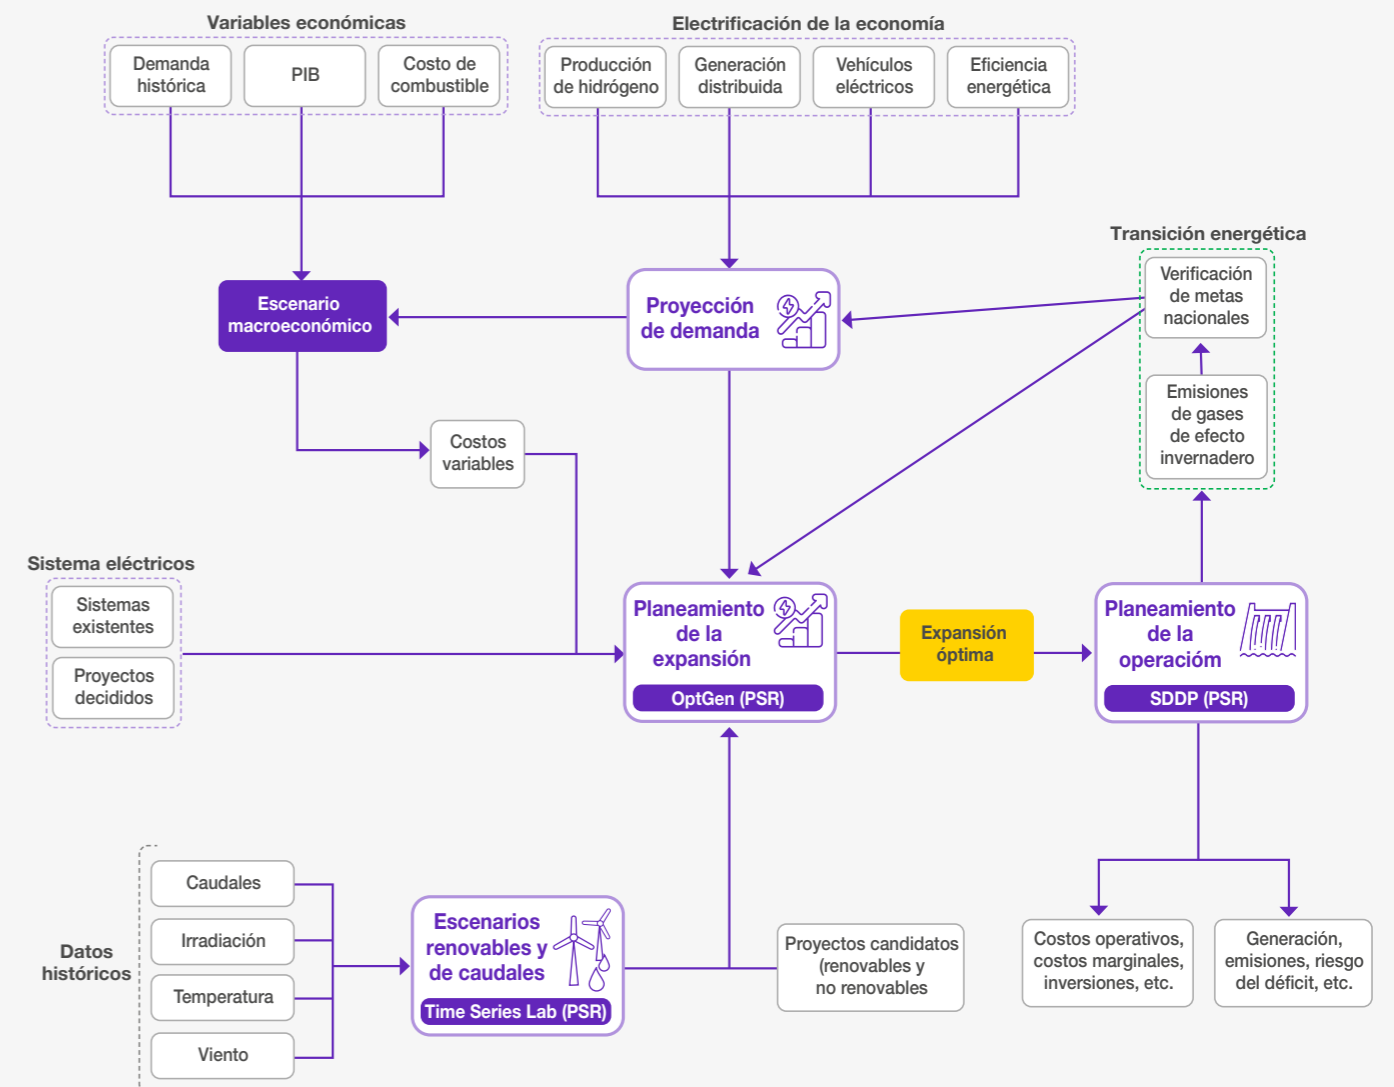 Variables económicas
Demanda
histórica
PIB
Costo de
combustible
Electrificación de la economía
Producción
de hidrógeno
Generación
distribuida
Vehículos
eléctricos
Eficiencia
energética
Transición energética
Verificación
de metas
nacionales
Emisiones
de gases
de efecto
invernadero
Escenario
macroeconómico
Proyección
de demanda
Costos
variables
Sistema eléctricos
Sistemas
existentes
Proyectos
decididos
Planeamiento
de la
expansión
OptGen (PSR)
Expansión
óptima
Planeamiento
de la
operacióm
SDDP (PSR)
Datos
históricos
Caudales
Irradiación
Temperatura
Viento
Escenarios
renovables y
de caudales
Time Series Lab (PSR)
Proyectos candidatos
(renovables y
no renovables
Costos operativos,
costos marginales,
inversiones, etc.
Generación,
emisiones, riesgo
del déficit, etc.